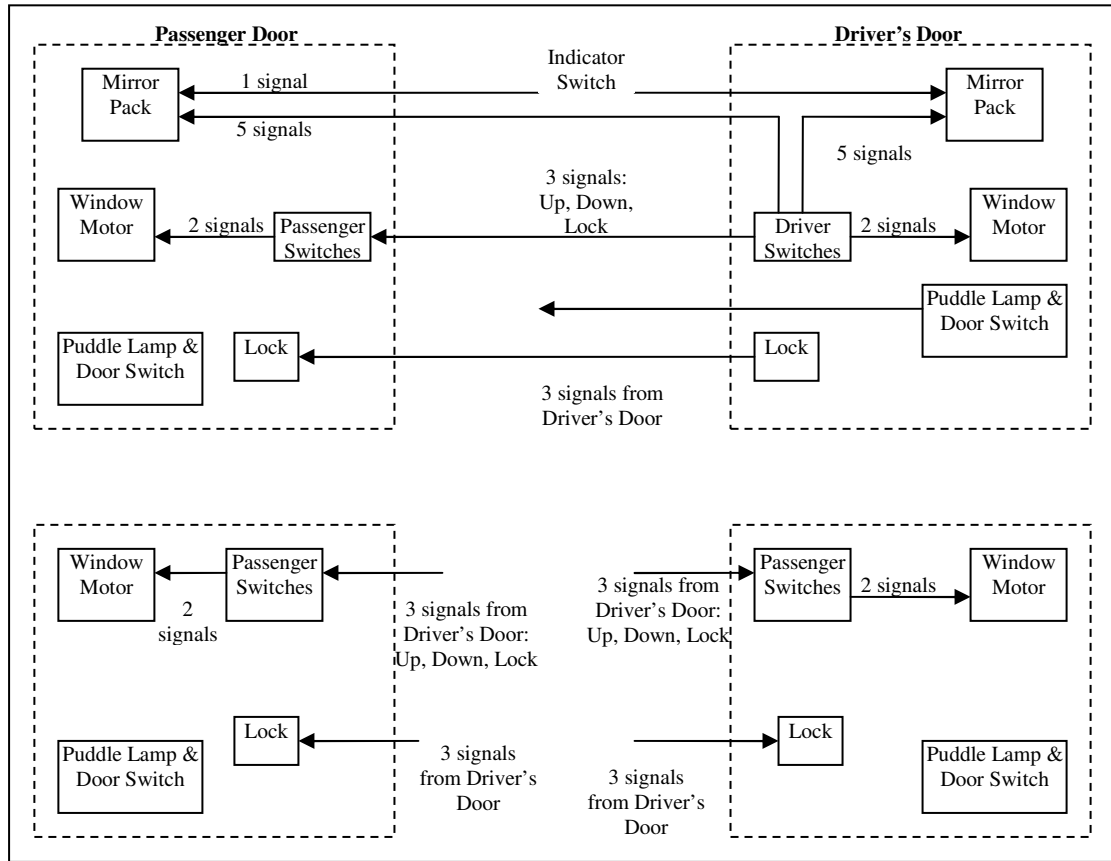 Passenger Door
Driver's Door
Mirror
Pack
1 signal
Indicator
Switch
Mirror
Pack
5 signals
5 signals
Window
Motor
2 signals
Passenger
Switches
3 signals:
Up, Down,
Lock
Driver
Switches
2 signals
Window
Motor
Puddle Lamp &
Door Switch
Lock
3 signals from
Driver's Door
Lock
Puddle Lamp &
Door Switch
Window
Motor
2
signals
Passenger
Switches
3 signals from
Driver's Door:
Up, Down, Lock
3 signals from
Driver's Door:
Up, Down, Lock
Passenger
Switches
2 signals
Window
Motor
Puddle Lamp &
Door Switch
Lock
3 signals
from Driver's
Door
3 signals
from Driver's
Door
Lock
Puddle Lamp &
Door Switch